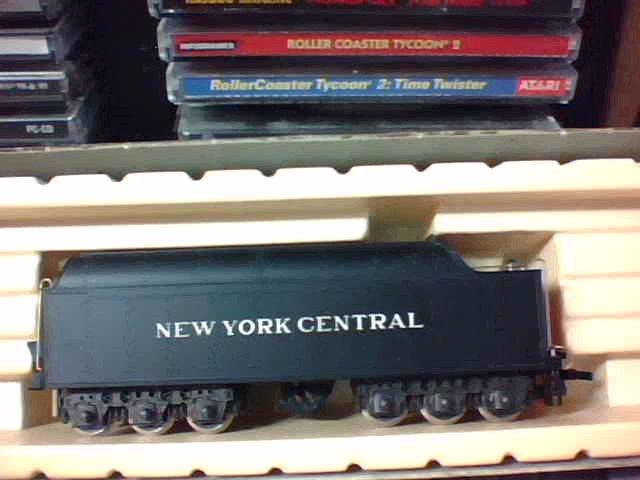 ROLLER COASTER TYCOON 2
RollerCoaster Tycoon 2: Time Twister ATARI
PC-CD
NEW YORK CENTRAL